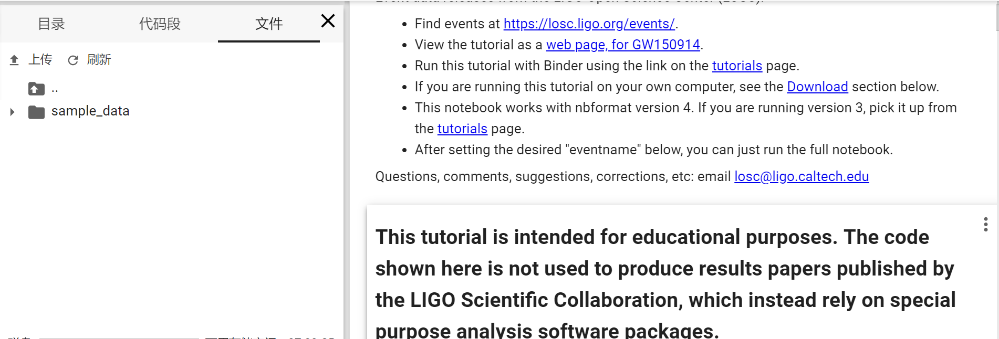 目录 代码段 文件
上传 刷新
..
sample_data
Find events at https://losc.ligo.org/events/.
View the tutorial as a web page, for GW150914.
Run this tutorial with Binder using the link on the tutorials page.
If you are running this tutorial on your own computer, see the Download section below.
This notebook works with nbformat version 4. If you are running version 3, pick it up from
the tutorials page.
After setting the desired "eventname" below, you can just run the full notebook.
Questions, comments, suggestions, corrections, etc: email losc@ligo.caltech.edu
This tutorial is intended for educational purposes. The code
shown here is not used to produce results papers published by
the LIGO Scientific Collaboration, which instead rely on special
purpose analysis software packages.